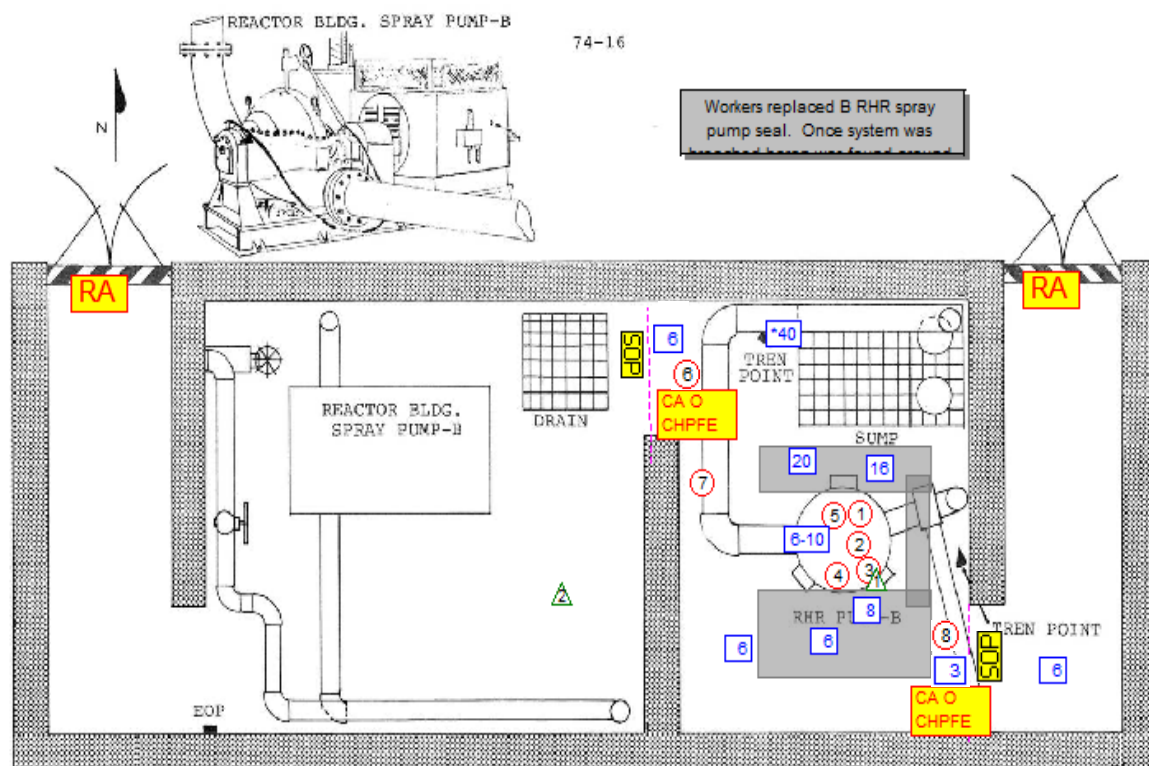 REACTOR BLDG. SPRAY PUMP-B
74-16
N
Workers replaced B RHR spray
pump seal. Once system was
RA
RA
SOP
6
*40
TREN
POINT
6
REACTOR BLDG.
SPRAY PUMP-B
DRAIN
CA O
CHPFE
SUMP
20
16
7
5
1
6-10
2
4
3
1
2
8
RHR PUMP-B
6
6
8
TREN POINT
SOP
3
6
EOP
CA O
CHPFE